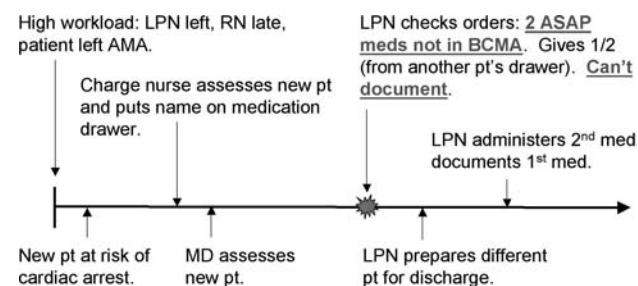 High workload: LPN left, RN late,
patient left AMA.
Charge nurse assesses new pt
and puts name on medication
drawer.
LPN checks orders: 2 ASAP
meds not in BCMA. Gives 1/2
(from another pt's drawer). Can't
document.
LPN administers 2nd med
documents 1st med.
New pt at risk of
cardiac arrest.
MD assesses
new pt.
LPN prepares different
pt for discharge.